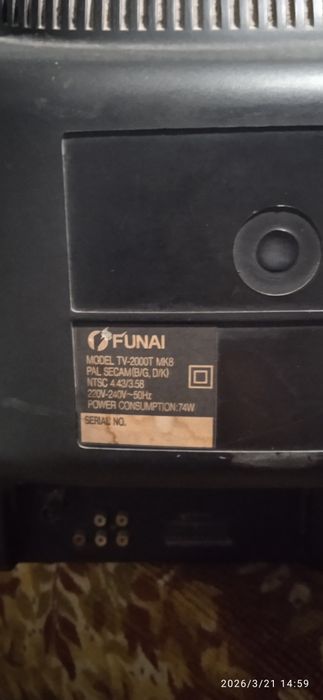 FUNAI
MODEL TV-2000T MK8
PAL SECAM(B/G, D/K)
NTSC 4.43/3.58
220V-240V~50Hz
POWER CONSUMPTION:74W
SERIAL NO.
2026/3/21 14:59